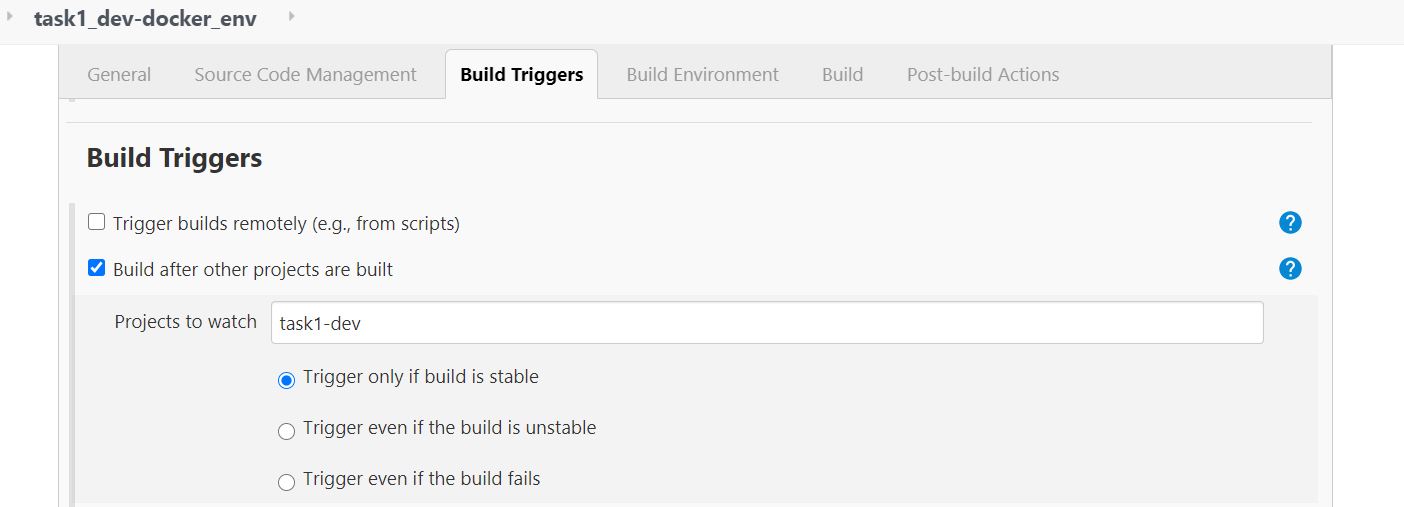 task1_dev-docker_env
General Source Code Management Build Triggers Build Environment Build Post-build Actions
Build Triggers
Trigger builds remotely (e.g., from scripts) ?
Build after other projects are built ?
Projects to watch task1-dev
Trigger only if build is stable
Trigger even if the build is unstable
Trigger even if the build fails